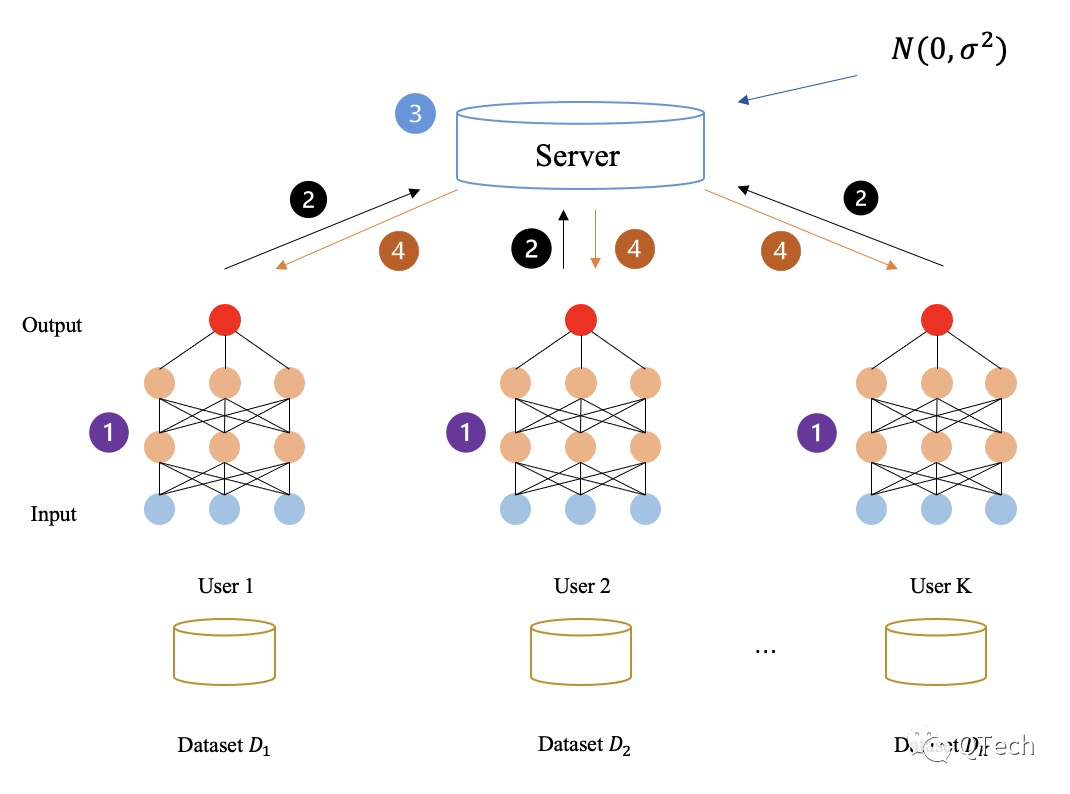 N(0, σ²)
3
Server
2
2
2
4
4
4
Output
1
1
1
Input
User 1
User 2
User K
...
Dataset D₁
Dataset D₂
QTech